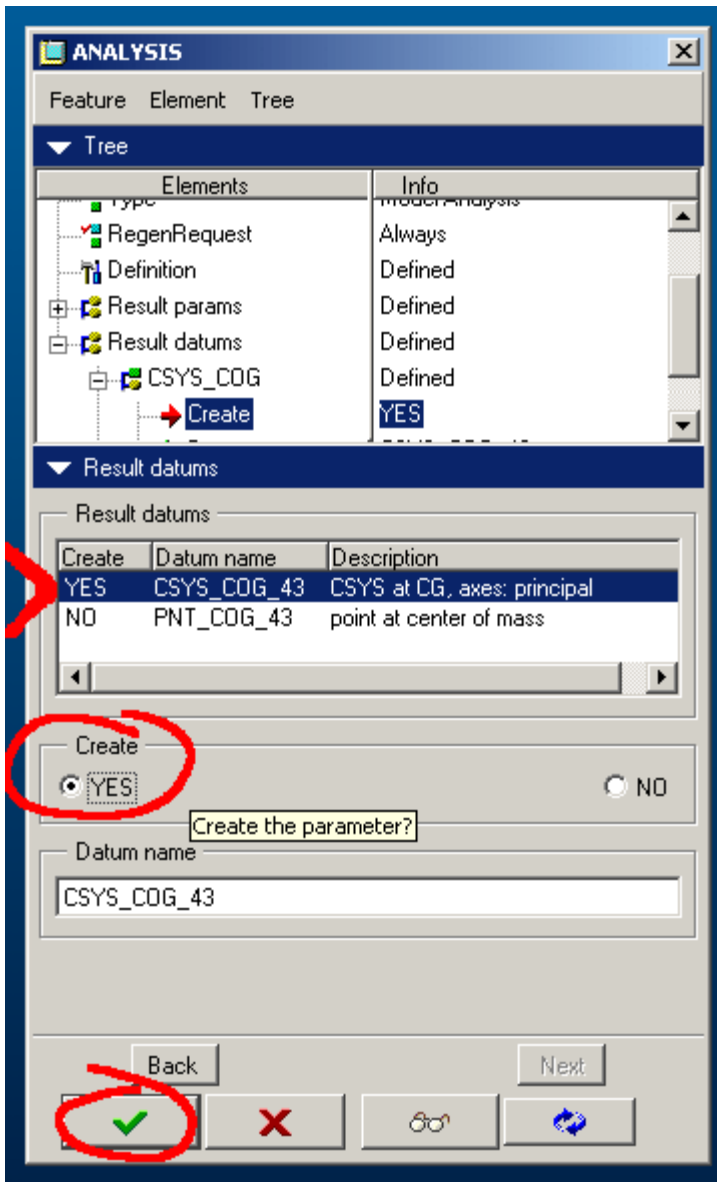 ANALYSIS
Feature Element Tree
Tree
Elements Info
Type ModelAnalysis
RegenRequest Always
Definition Defined
Result params Defined
Result datums Defined
CSYS_COG Defined
Create YES
Result datums
Result datums
Create Datum name Description
YES CSYS_COG_43 CSYS at CG, axes: principal
NO PNT_COG_43 point at center of mass
Create
YES NO
Create the parameter?
Datum name
CSYS_COG_43
Back Next